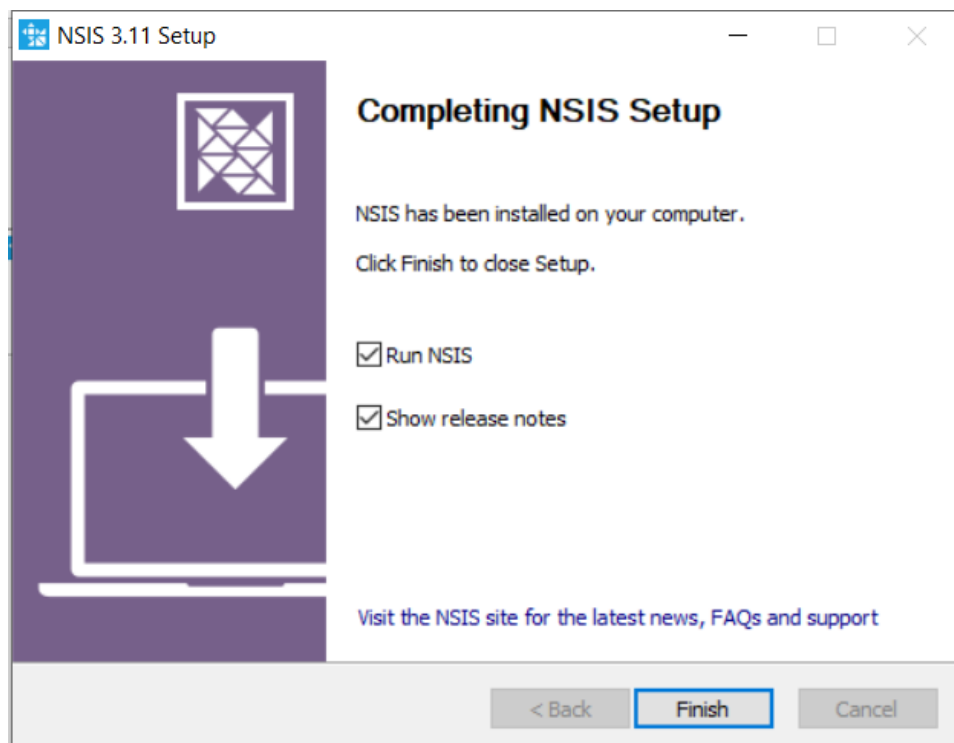 NSIS 3.11 Setup
Completing NSIS Setup
NSIS has been installed on your computer.
Click Finish to close Setup.
Run NSIS
Show release notes
Visit the NSIS site for the latest news, FAQs and support
< Back
Finish
Cancel